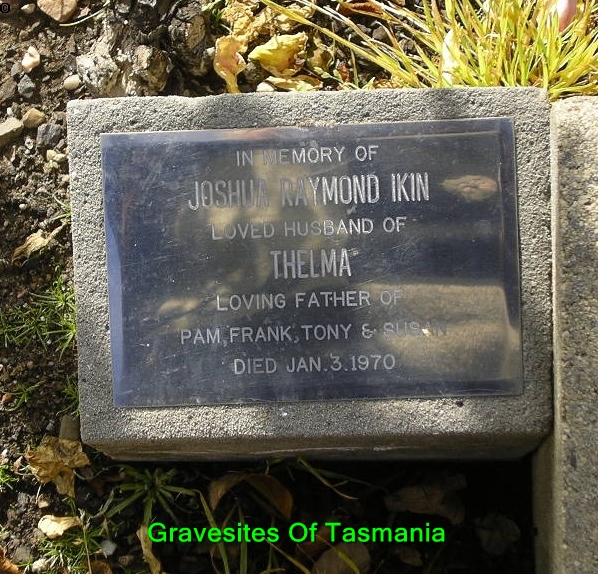 IN MEMORY OF
JOSHUA RAYMOND IKIN
LOVED HUSBAND OF
THELMA
LOVING FATHER OF
PAM, FRANK, TONY & SUSAN
DIED JAN. 3. 1970
Gravesites Of Tasmania